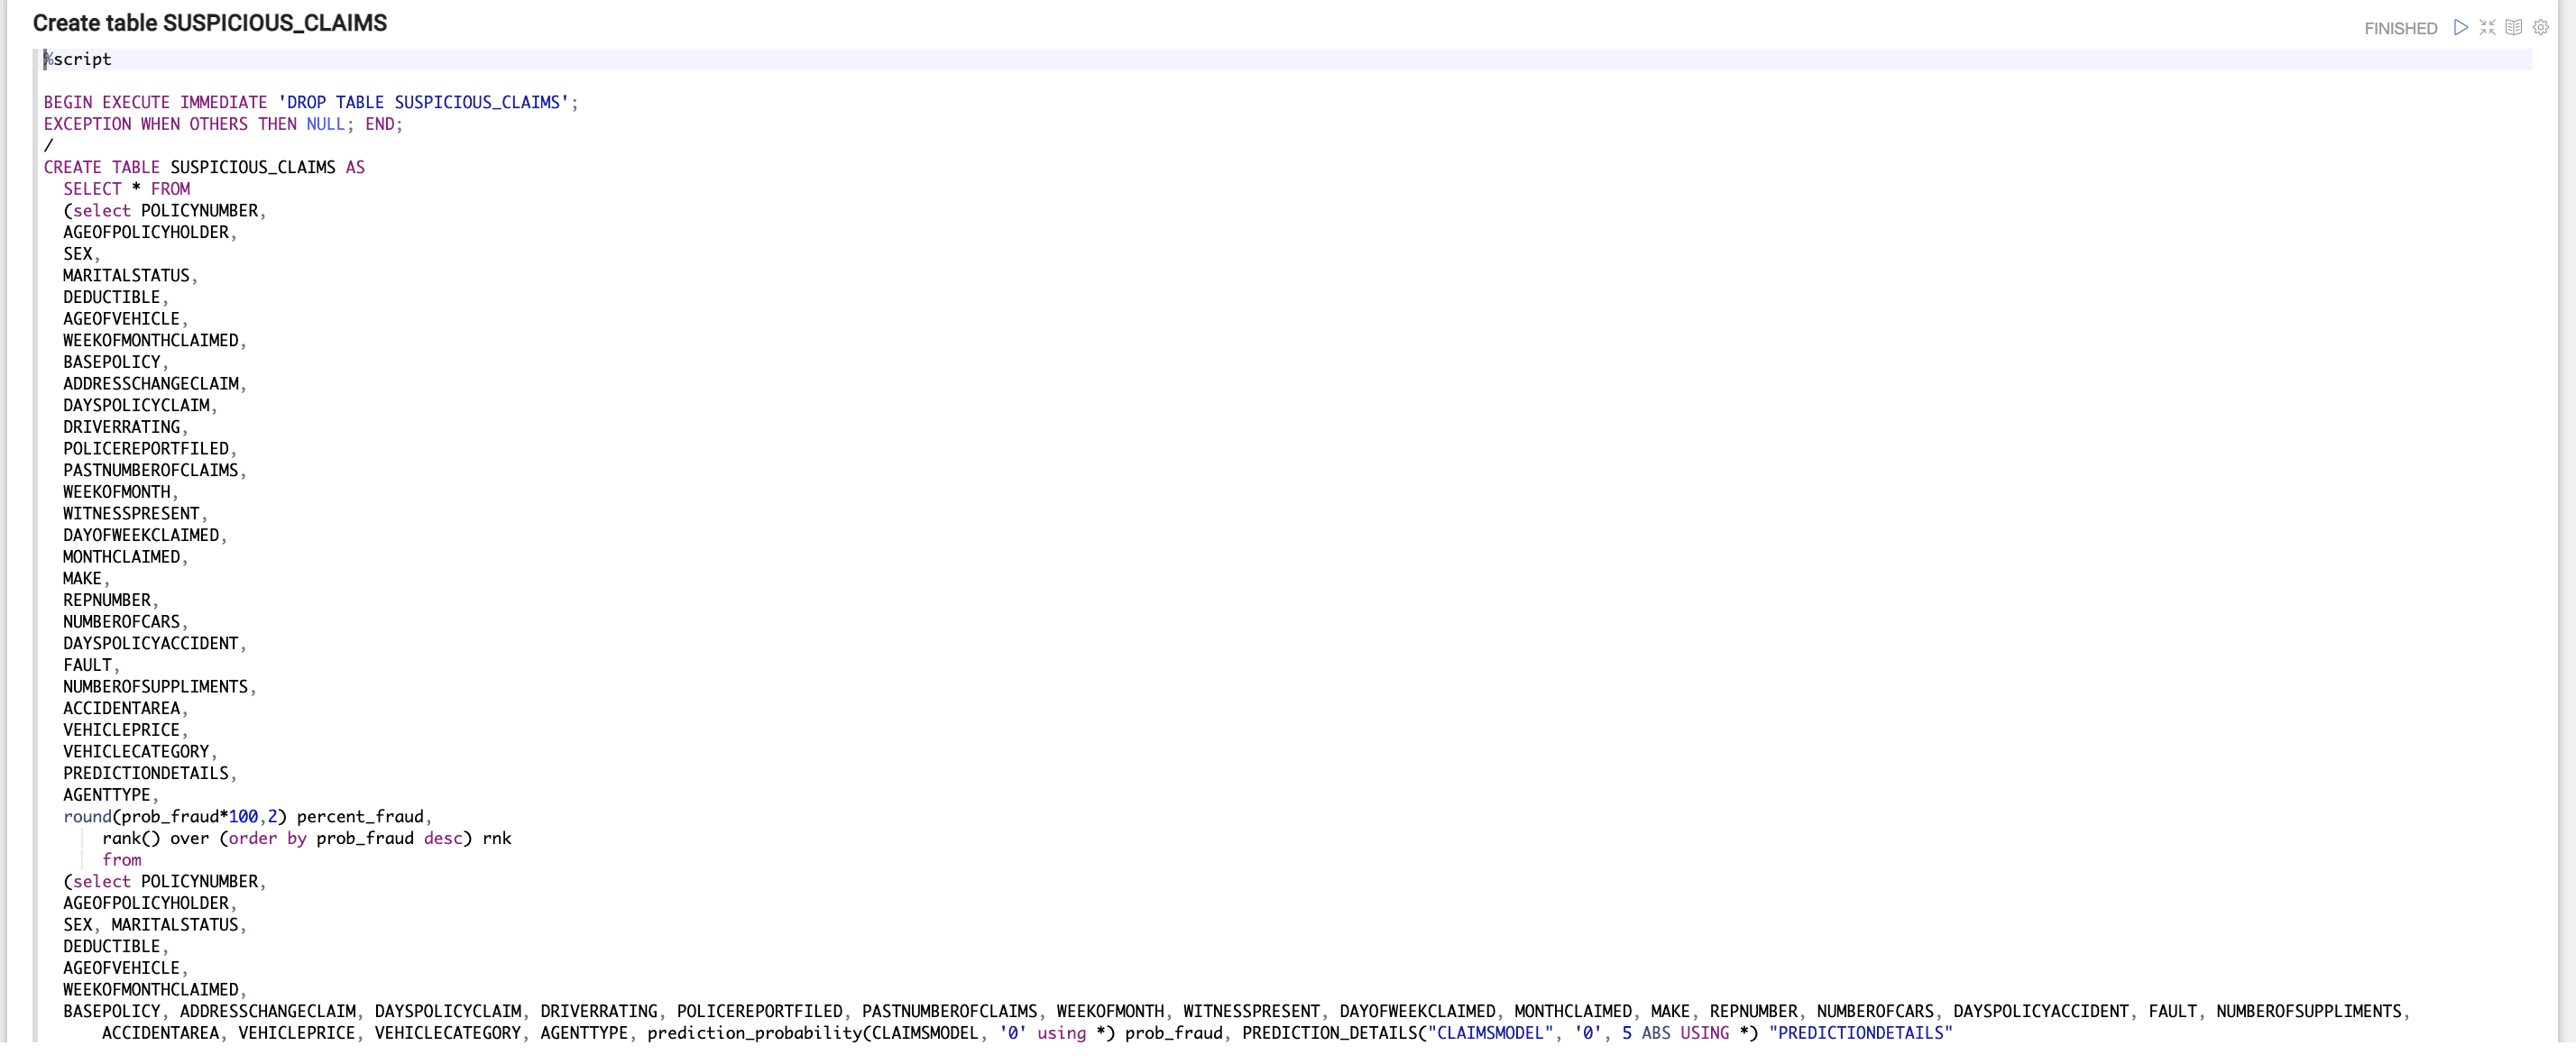 Create table SUSPICIOUS_CLAIMS
FINISHED
%script
BEGIN EXECUTE IMMEDIATE 'DROP TABLE SUSPICIOUS_CLAIMS';
EXCEPTION WHEN OTHERS THEN NULL; END;
/
CREATE TABLE SUSPICIOUS_CLAIMS AS
SELECT * FROM
(select POLICYNUMBER,
AGEOFPOLICYHOLDER,
SEX,
MARITALSTATUS,
DEDUCTIBLE,
AGEOFVEHICLE,
WEEKOFMONTHCLAIMED,
BASEPOLICY,
ADDRESSCHANGECLAIM,
DAYSPOLICYCLAIM,
DRIVERRATING,
POLICEREPORTFILED,
PASTNUMBEROFCLAIMS,
WEEKOFMONTH,
WITNESSPRESENT,
DAYOFWEEKCLAIMED,
MONTHCLAIMED,
MAKE,
REPNUMBER,
NUMBEROFCARS,
DAYSPOLICYACCIDENT,
FAULT,
NUMBEROFSUPPLIMENTS,
ACCIDENTAREA,
VEHICLEPRICE,
VEHICLECATEGORY,
PREDICTIONDETAILS,
AGENTTYPE,
round(prob_fraud*100,2) percent_fraud,
rank() over (order by prob_fraud desc) rnk
from
(select POLICYNUMBER,
AGEOFPOLICYHOLDER,
SEX, MARITALSTATUS,
DEDUCTIBLE,
AGEOFVEHICLE,
WEEKOFMONTHCLAIMED,
BASEPOLICY, ADDRESSCHANGECLAIM, DAYSPOLICYCLAIM, DRIVERRATING, POLICEREPORTFILED, PASTNUMBEROFCLAIMS, WEEKOFMONTH, WITNESSPRESENT, DAYOFWEEKCLAIMED, MONTHCLAIMED, MAKE, REPNUMBER, NUMBEROFCARS, DAYSPOLICYACCIDENT, FAULT, NUMBEROFSUPPLIMENTS,
ACCIDENTAREA, VEHICLEPRICE, VEHICLECATEGORY, AGENTTYPE, prediction_probability(CLAIMSMODEL, '0' using *) prob_fraud, PREDICTION_DETAILS("CLAIMSMODEL", '0', 5 ABS USING *) "PREDICTIONDETAILS"